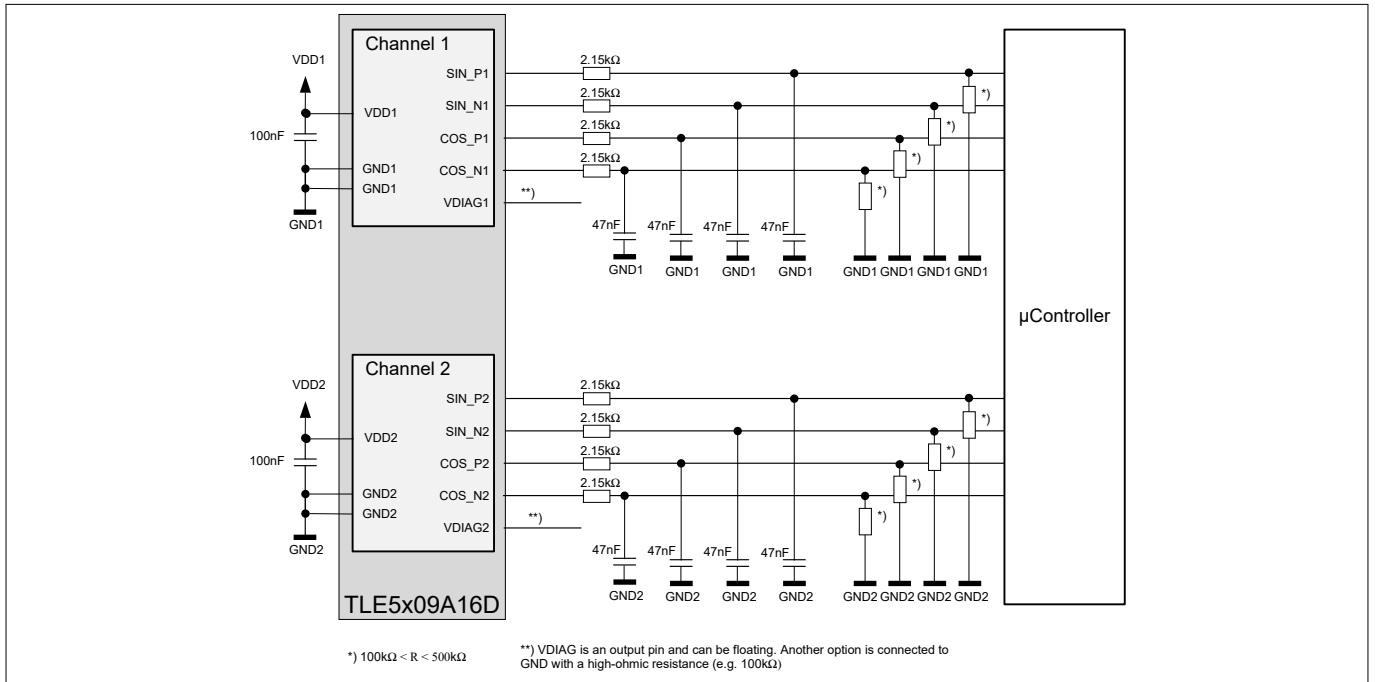 Channel 1
VDD1
SIN_P1
2.15kΩ
*)
VDD1
SIN_N1
2.15kΩ
*)
100nF
COS_P1
2.15kΩ
*)
GND1
COS_N1
2.15kΩ
*)
GND1
VDIAG1
**)
GND1
47nF 47nF 47nF 47nF
GND1 GND1 GND1 GND1
GND1 GND1 GND1 GND1
µController
Channel 2
VDD2
SIN_P2
2.15kΩ
*)
VDD2
SIN_N2
2.15kΩ
*)
100nF
COS_P2
2.15kΩ
*)
GND2
COS_N2
2.15kΩ
*)
GND2
VDIAG2
**)
GND2
47nF 47nF 47nF 47nF
GND2 GND2 GND2 GND2
GND2 GND2 GND2 GND2
TLE5x09A16D
*) 100kΩ < R < 500kΩ
**) VDIAG is an output pin and can be floating. Another option is connected to
GND with a high-ohmic resistance (e.g. 100kΩ)